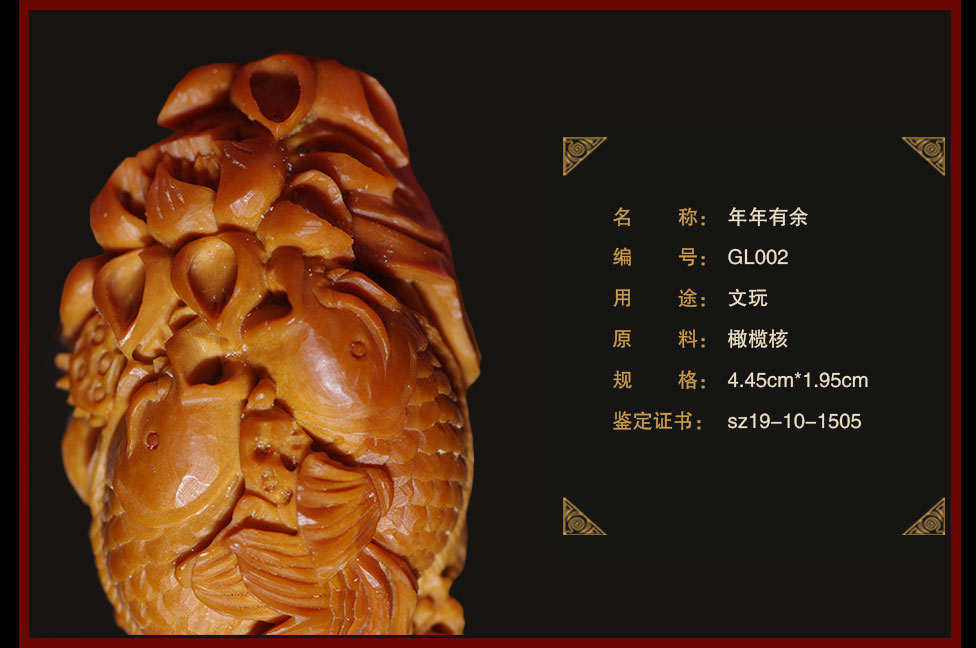 名 称： 年年有余
编 号： GL002
用 途： 文玩
原 料： 橄榄核
规 格： 4.45cm*1.95cm
鉴定证书： sz19-10-1505